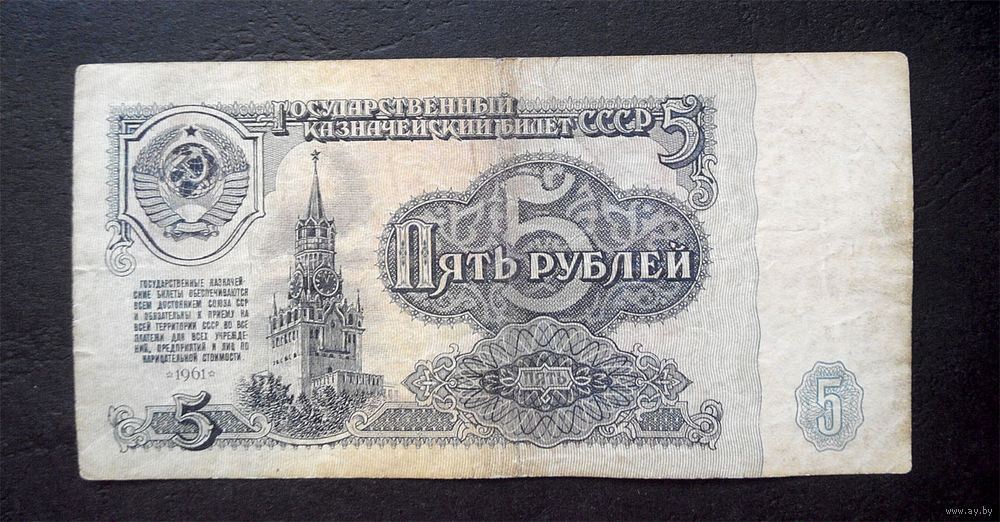 ГОСУДАРСТВЕННЫЙ
КАЗНАЧЕЙСКИЙ БИЛЕТ СССР
5
5
ПЯТЬ РУБЛЕЙ
ГОСУДАРСТВЕННЫЕ КАЗНАЧЕЙ-
СКИЕ БИЛЕТЫ ОБЕСПЕЧИВАЮТСЯ
ВСЕМ ДОСТОЯНИЕМ СОЮЗА ССР
И ОБЯЗАТЕЛЬНЫ К ПРИЕМУ НА
ВСЕЙ ТЕРРИТОРИИ СССР ВО ВСЕ
ПЛАТЕЖИ ДЛЯ ВСЕХ УЧРЕЖДЕ-
НИЙ, ПРЕДПРИЯТИЙ И ЛИЦ ПО
НАРИЦАТЕЛЬНОЙ СТОИМОСТИ.
1961
ПЯТЬ
5
5
www.ay.by